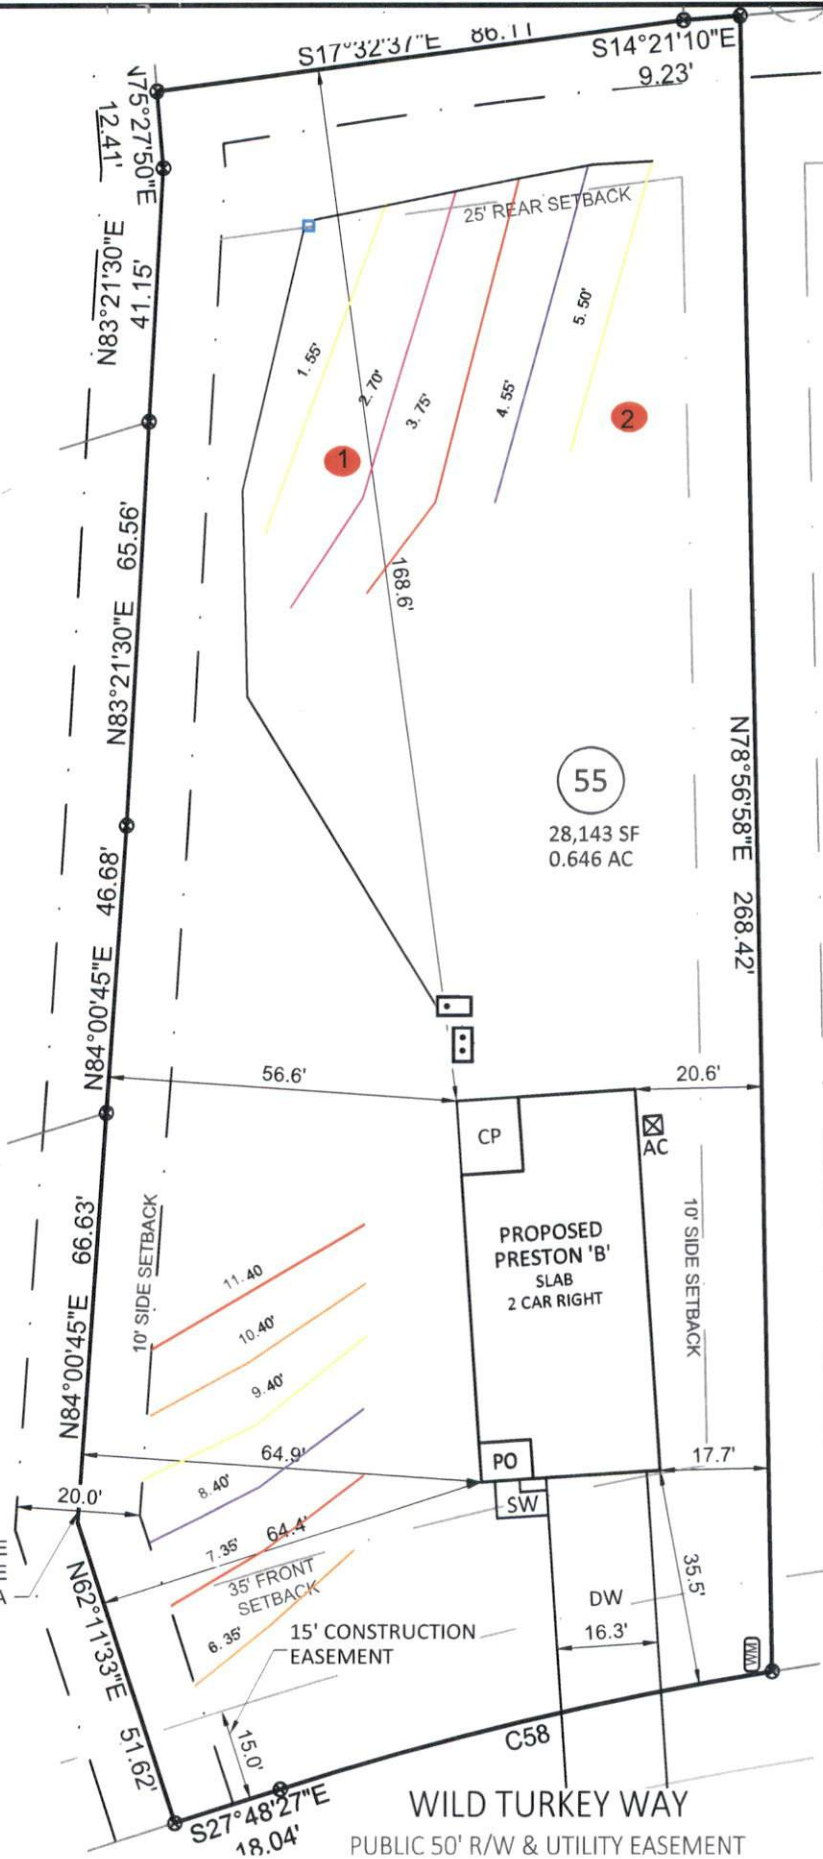 S17°32'37"E 86.11'
S14°21'10"E
9.23'
N75°27'50"E
12.41'
N83°21'30"E
41.15'
25' REAR SETBACK
1. 55'
2. 70'
3. 75'
4. 55'
5. 50'
1
2
168.6'
N83°21'30"E 65.56'
55
28,143 SF
0.646 AC
N78°56'58"E 268.42'
N84°00'45"E 46.68'
56.6'
20.6'
CP
AC
PROPOSED
PRESTON 'B'
SLAB
2 CAR RIGHT
10' SIDE SETBACK
10' SIDE SETBACK
N84°00'45"E 66.63'
11. 40
10. 40'
9. 40'
8. 40'
7. 35'
6. 35'
64.9'
PO
17.7'
SW
20.0'
64.4'
35' FRONT
SETBACK
35.5'
DW
16.3'
WM
N62°11'33"E 51.62'
15' CONSTRUCTION
EASEMENT
15.0'
C58
S27°48'27"E
18.04'
WILD TURKEY WAY
PUBLIC 50' R/W & UTILITY EASEMENT